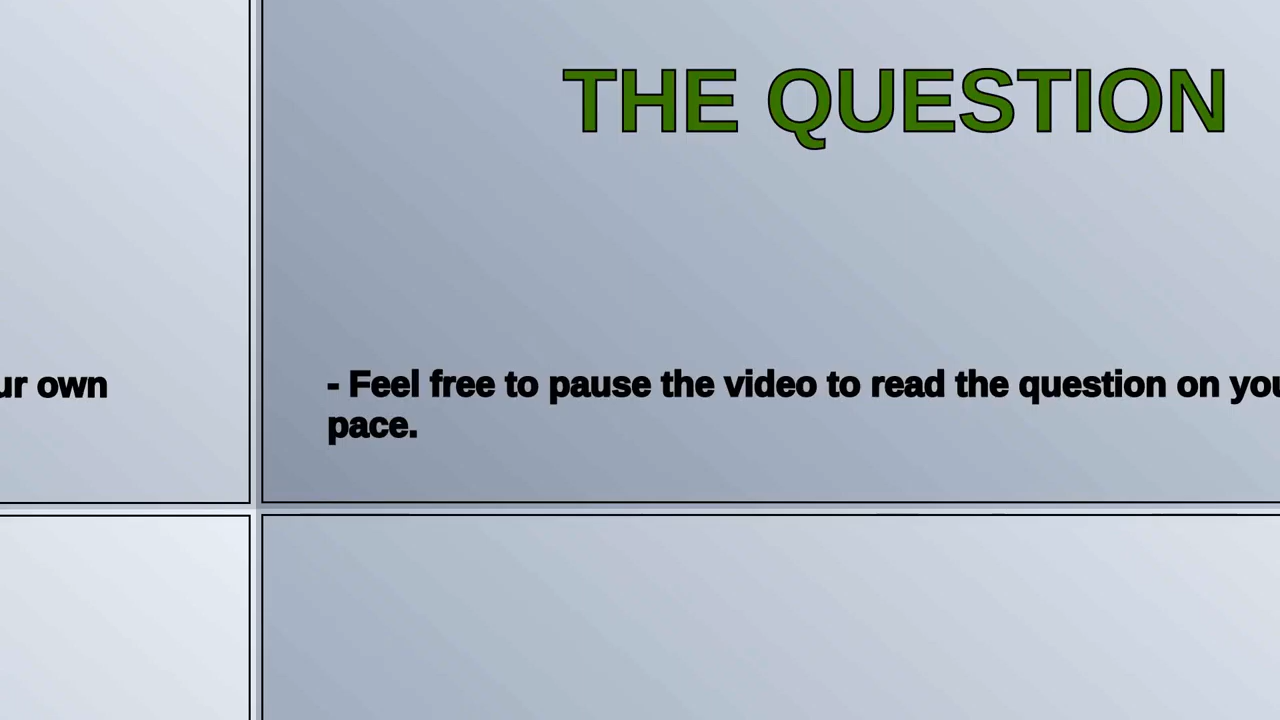 THE QUESTION
ur own
- Feel free to pause the video to read the question on you
pace.